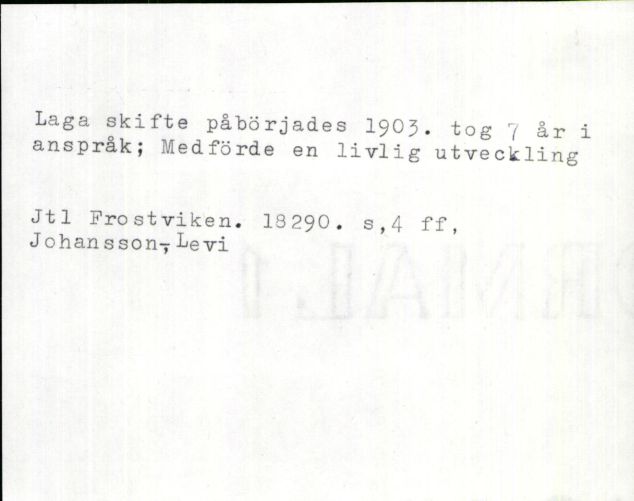 Laga skifte påbörjades 1903. tog 7 år i
anspråk; Medförde en livlig utveckling
Jtl Frostviken. 18290. s,4 ff,
Johansson, Levi